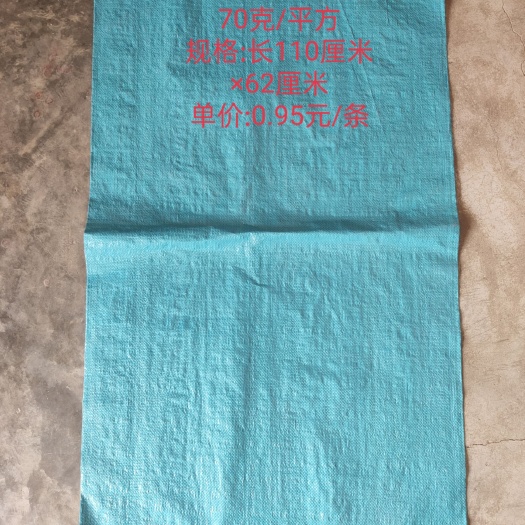 70克/平方
规格:长110厘米
×62厘米
单价:0.95元/条